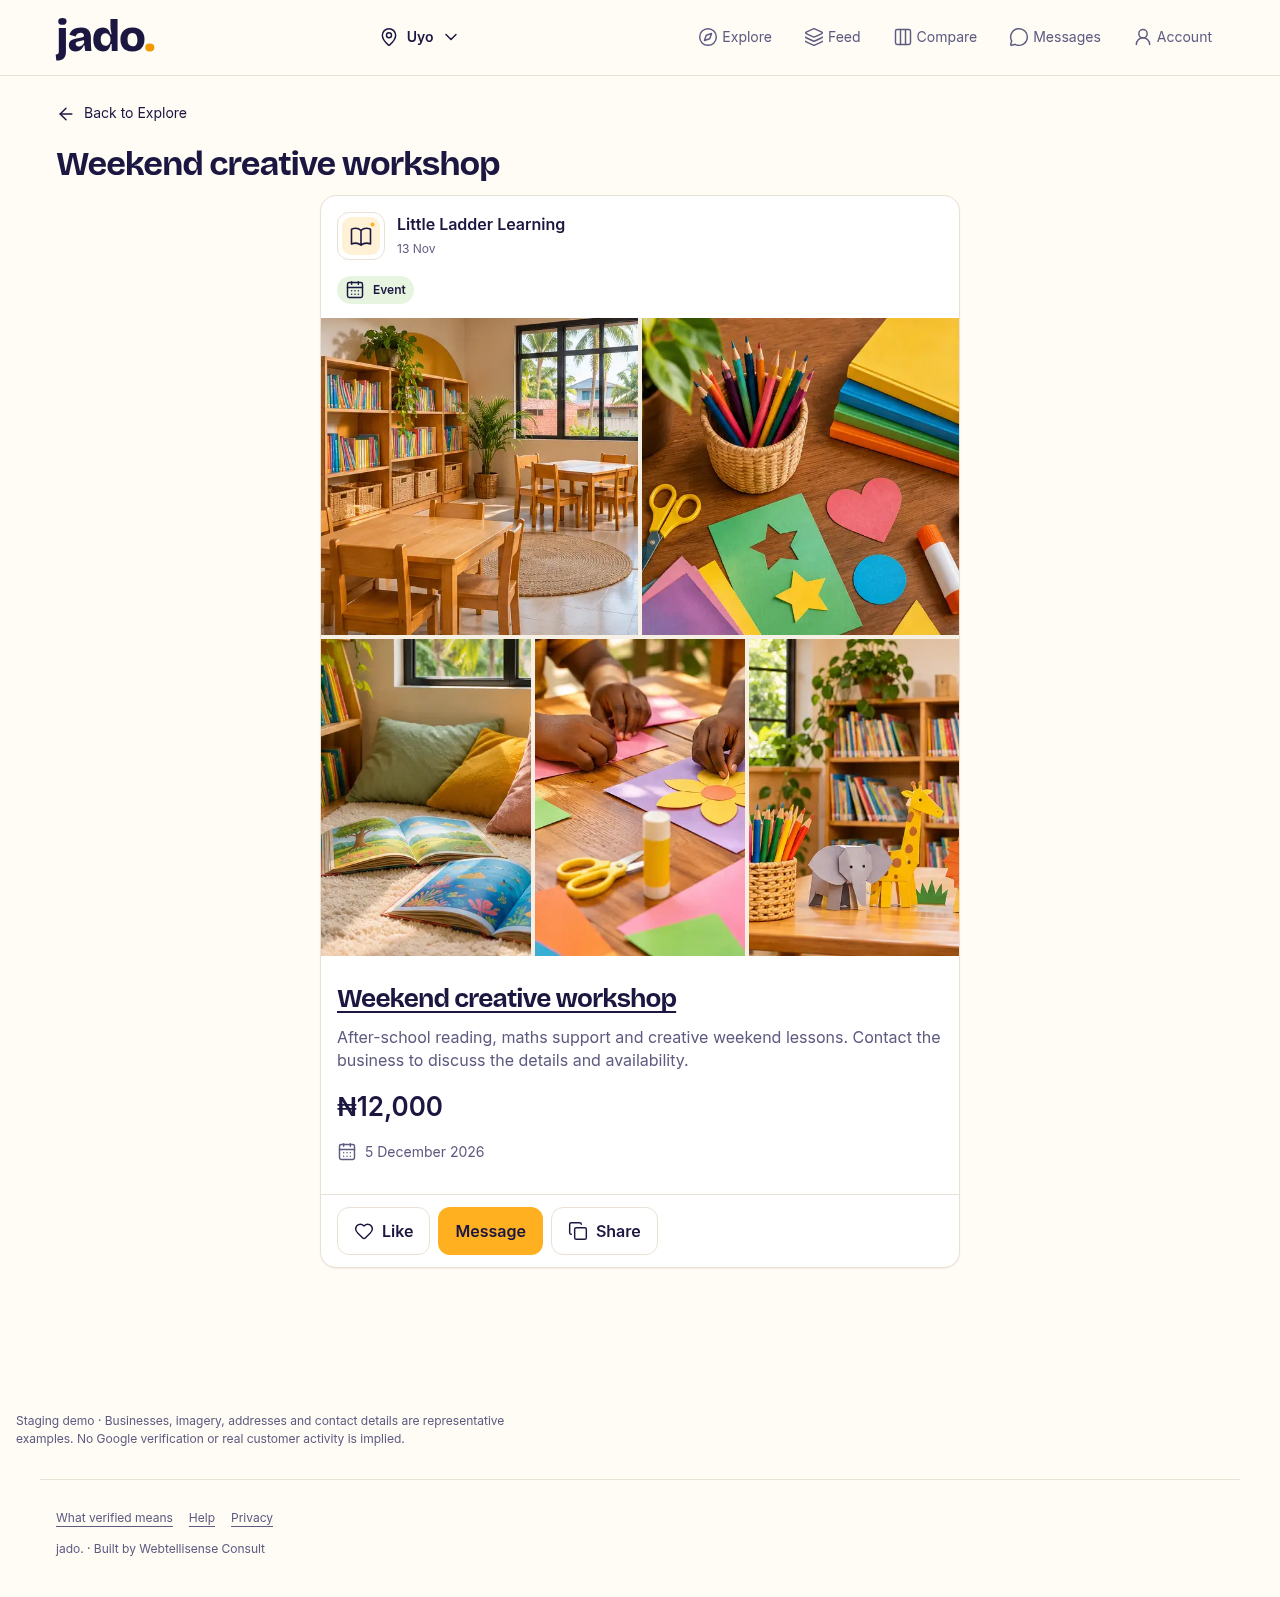 jado.
Uyo
Explore
Feed
Compare
Messages
Account
Back to Explore
Weekend creative workshop
Little Ladder Learning
13 Nov
Event
Weekend creative workshop
After-school reading, maths support and creative weekend lessons. Contact the
business to discuss the details and availability.
₦12,000
5 December 2026
Like
Message
Share
Staging demo · Businesses, imagery, addresses and contact details are representative
examples. No Google verification or real customer activity is implied.
What verified means
Help
Privacy
jado. · Built by Webtellisense Consult